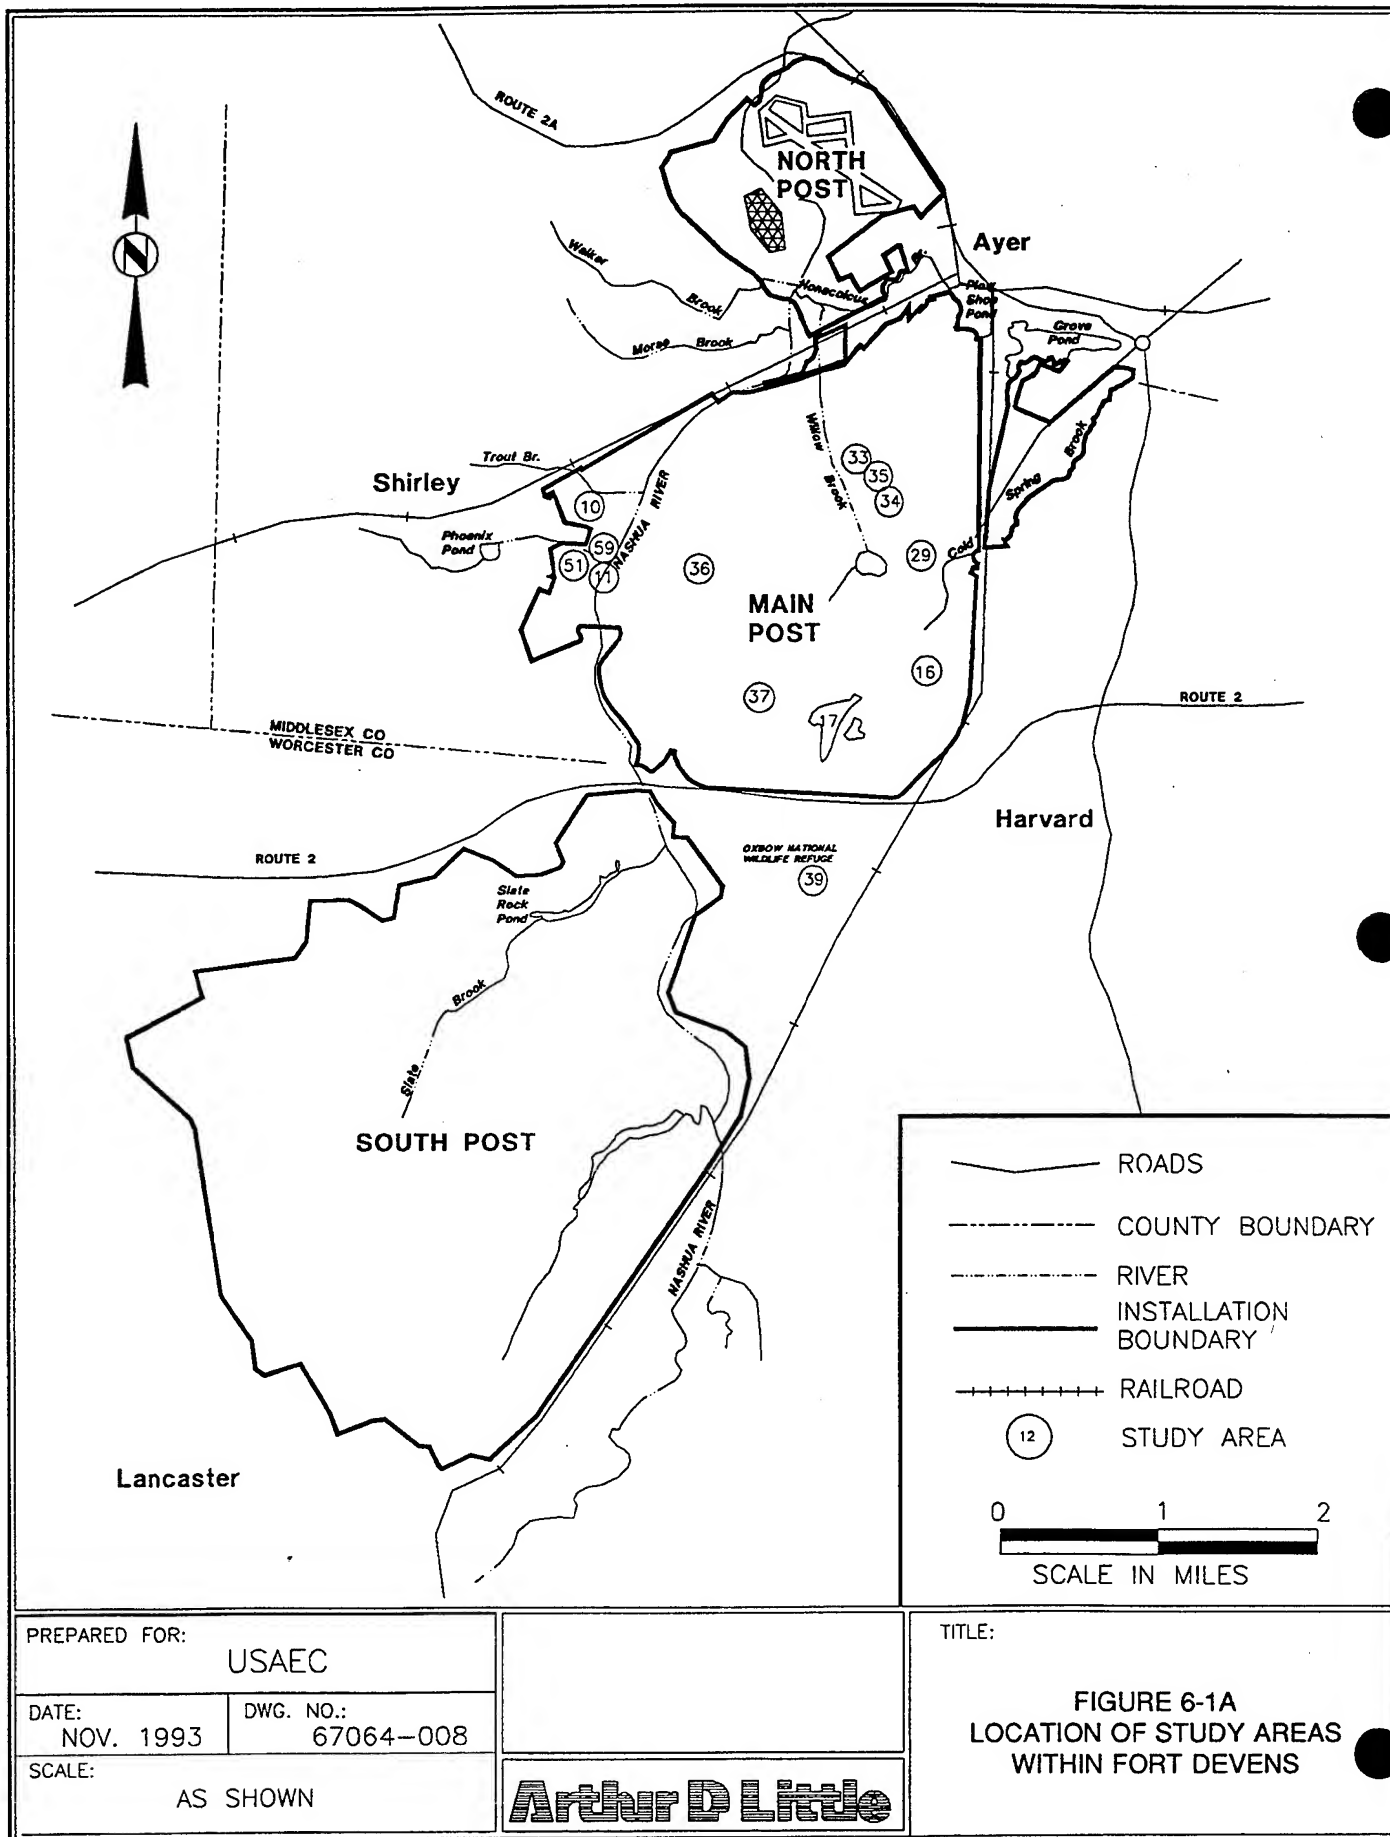 ROUTE 2A
NORTH
POST
Ayer
Walker
Brook
Nonacoicus
Br.
Plow
Shop
Pond
Grove
Pond
Morse Brook
N
Willow
Brook
Trout Br.
Shirley
NASHUA RIVER
Phoenix
Pond
10
59
51
11
36
33
35
34
29
Cold
Spring
Brook
MAIN
POST
16
37
17
ROUTE 2
MIDDLESEX CO
WORCESTER CO
Harvard
ROUTE 2
OXBOW NATIONAL
WILDLIFE REFUGE
39
Slate
Rock
Pond
Brook
Slate
SOUTH POST
NASHUA RIVER
Lancaster
ROADS
COUNTY BOUNDARY
RIVER
INSTALLATION
BOUNDARY
RAILROAD
12
STUDY AREA
0 1 2
SCALE IN MILES
PREPARED FOR:
USAEC
DATE:
NOV. 1993
DWG. NO.:
67064-008
SCALE:
AS SHOWN
Arthur D Little
TITLE:
FIGURE 6-1A
LOCATION OF STUDY AREAS
WITHIN FORT DEVENS